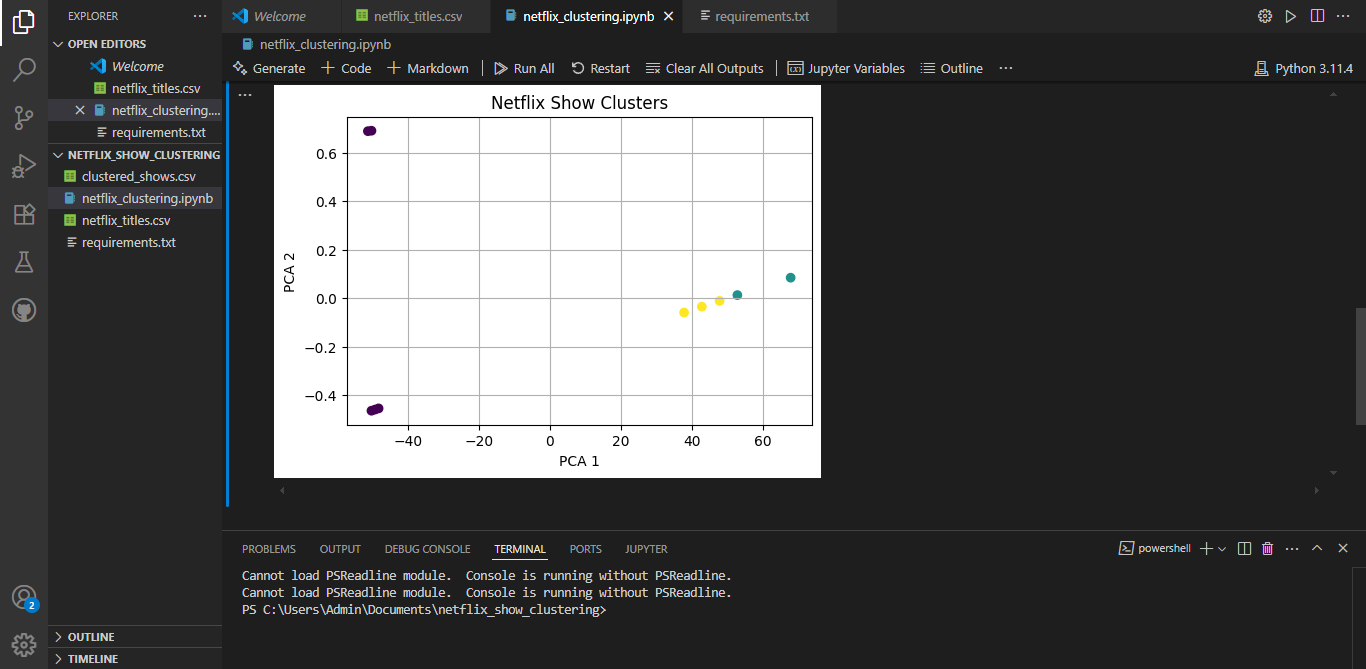 EXPLORER
OPEN EDITORS
Welcome
netflix_titles.csv
netflix_clustering....
requirements.txt
NETFLIX_SHOW_CLUSTERING
clustered_shows.csv
netflix_clustering.ipynb
netflix_titles.csv
requirements.txt
OUTLINE
TIMELINE
2
Welcome
netflix_titles.csv
netflix_clustering.ipynb
requirements.txt
netflix_clustering.ipynb
Generate + Code + Markdown Run All Restart Clear All Outputs Jupyter Variables Outline ... Python 3.11.4
Netflix Show Clusters
0.6
0.4
0.2
0.0
−0.2
−0.4
PCA 2
−40 −20 0 20 40 60
PCA 1
PROBLEMS OUTPUT DEBUG CONSOLE TERMINAL PORTS JUPYTER
powershell
Cannot load PSReadline module.  Console is running without PSReadline.
Cannot load PSReadline module.  Console is running without PSReadline.
PS C:\Users\Admin\Documents\netflix_show_clustering>